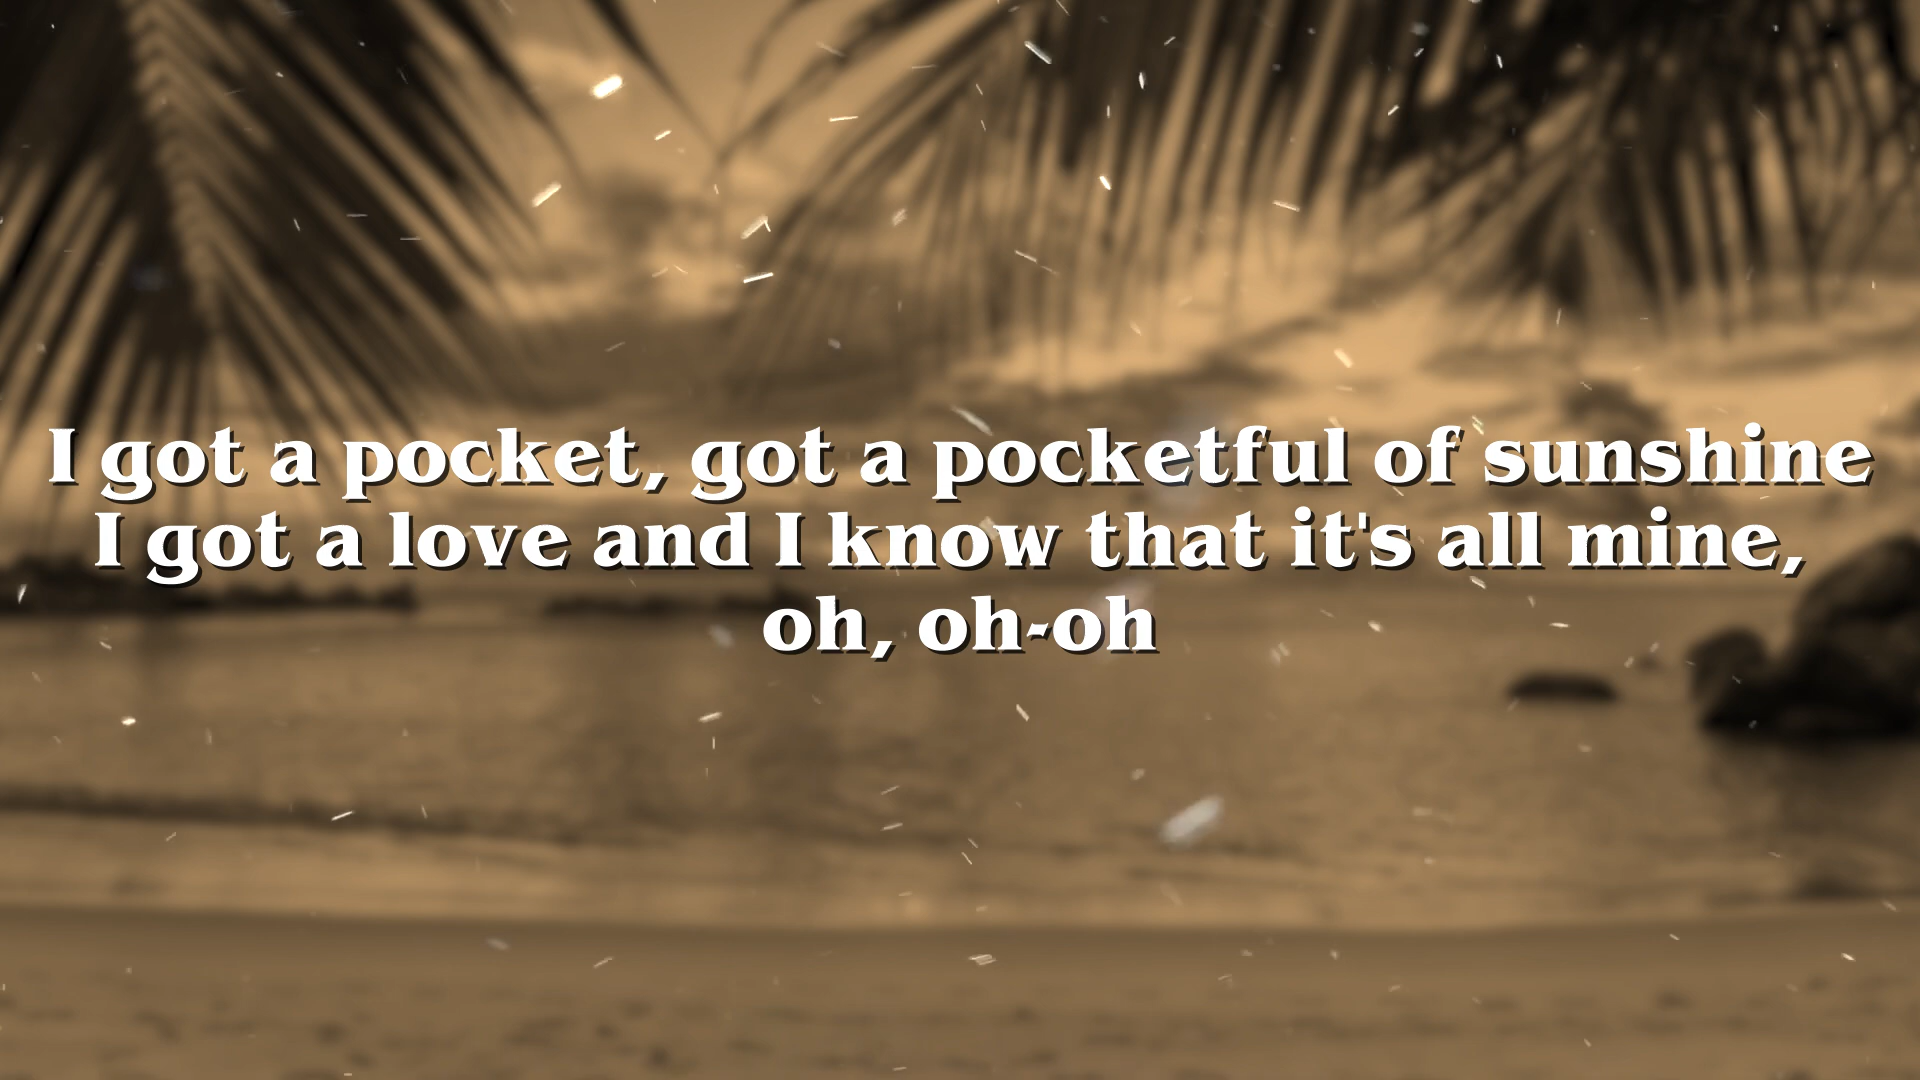 I got a pocket, got a pocketful of sunshine
I got a love and I know that it's all mine,
oh, oh-oh